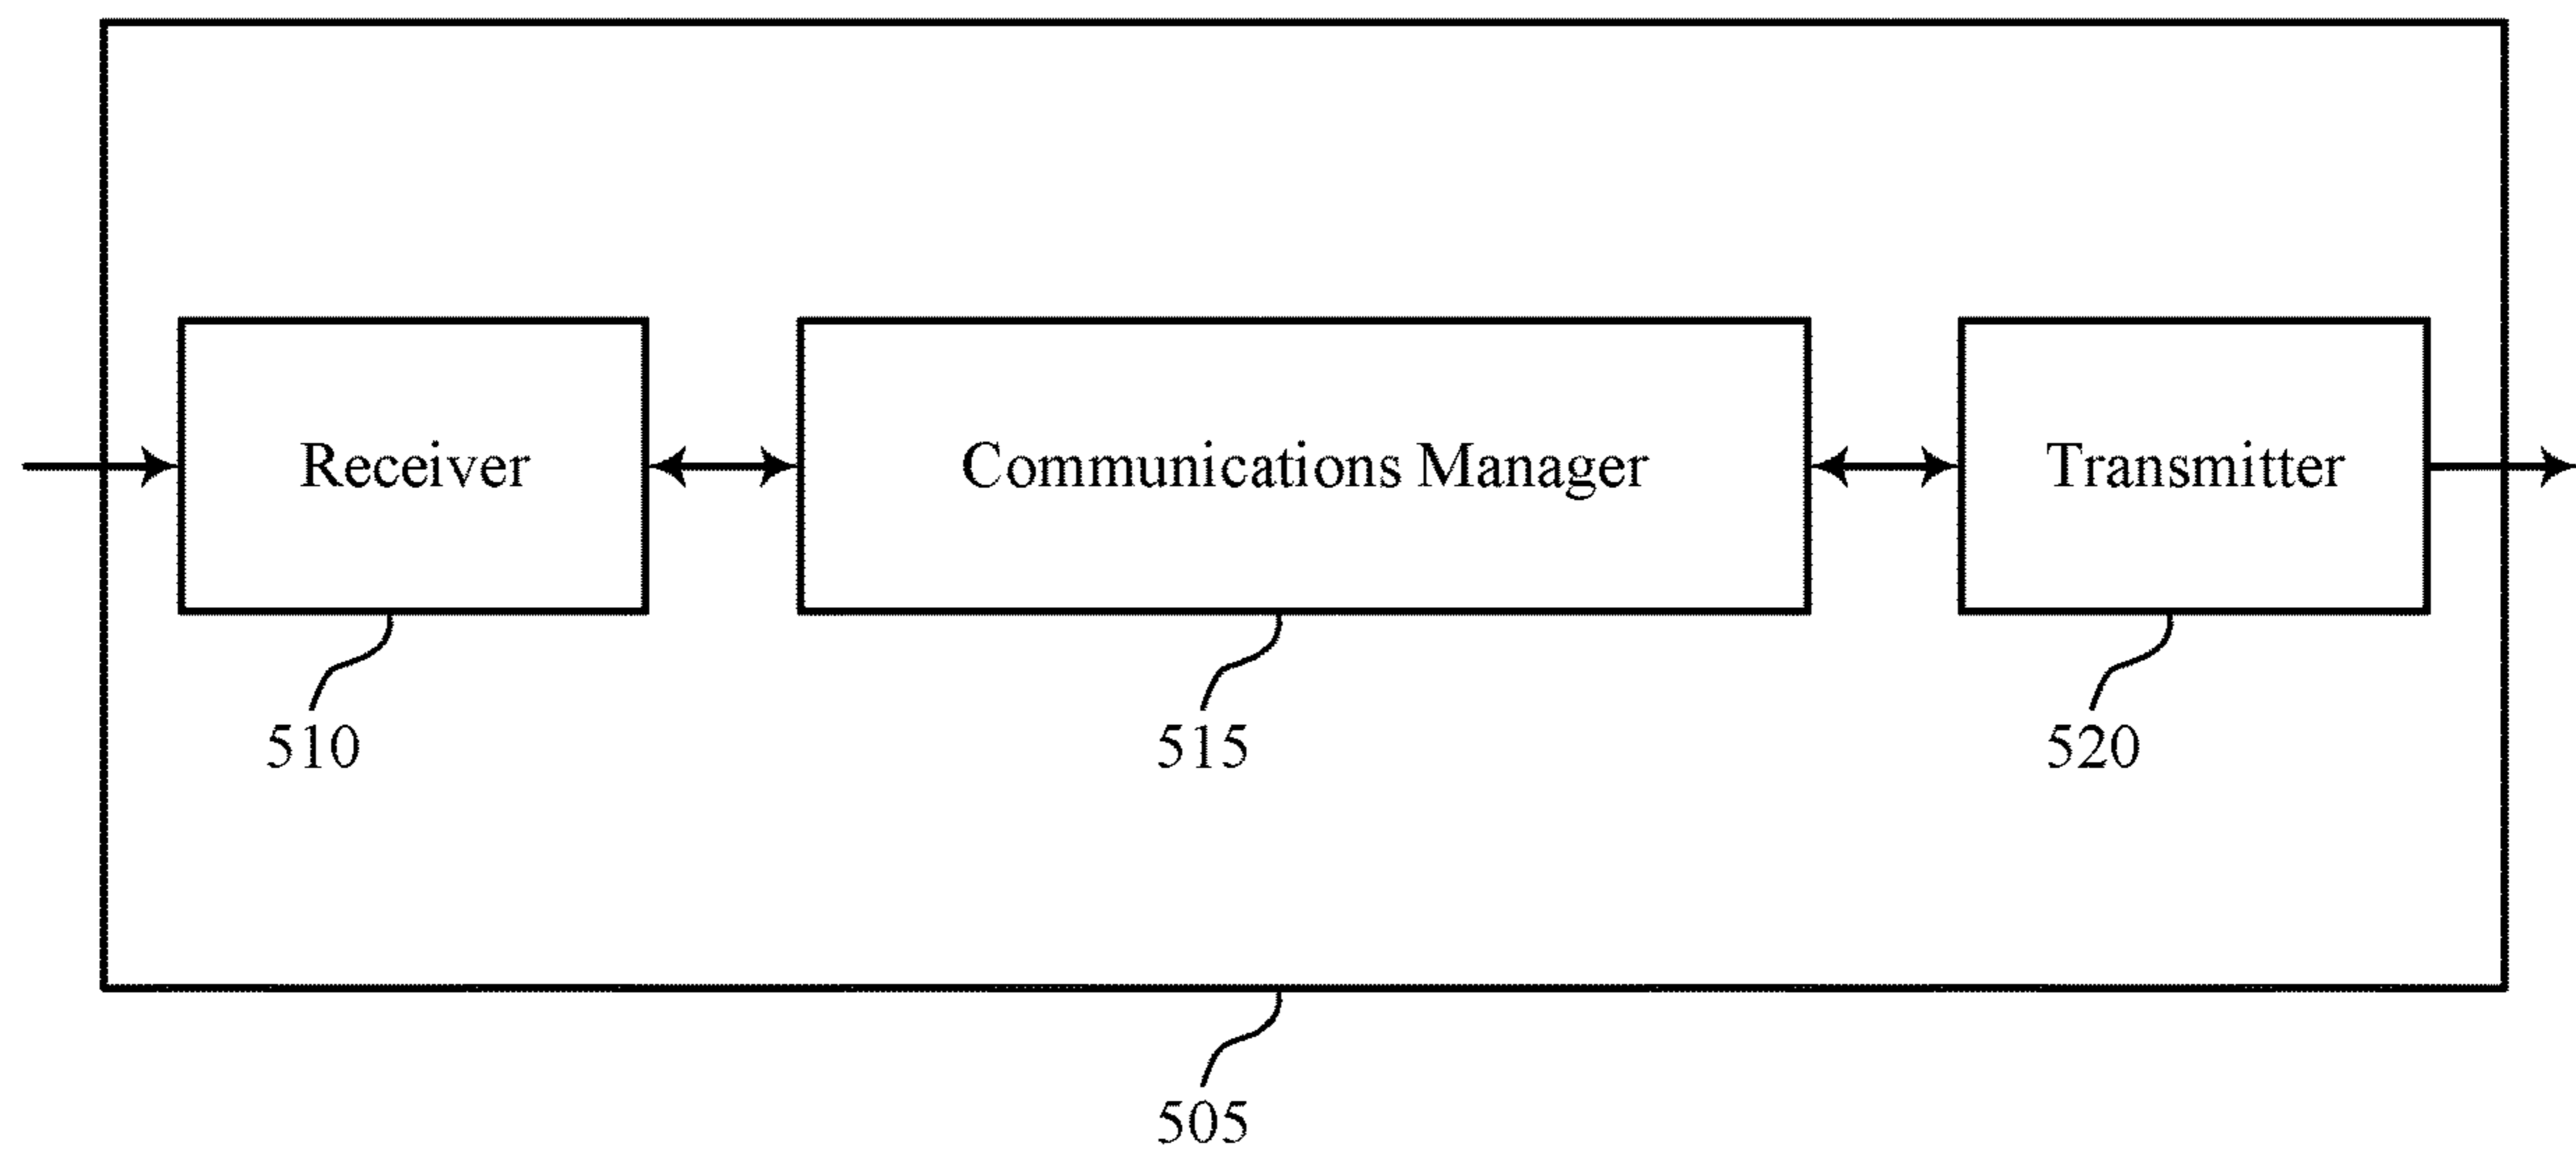 Receiver
Communications Manager
Transmitter
510
515
520
505